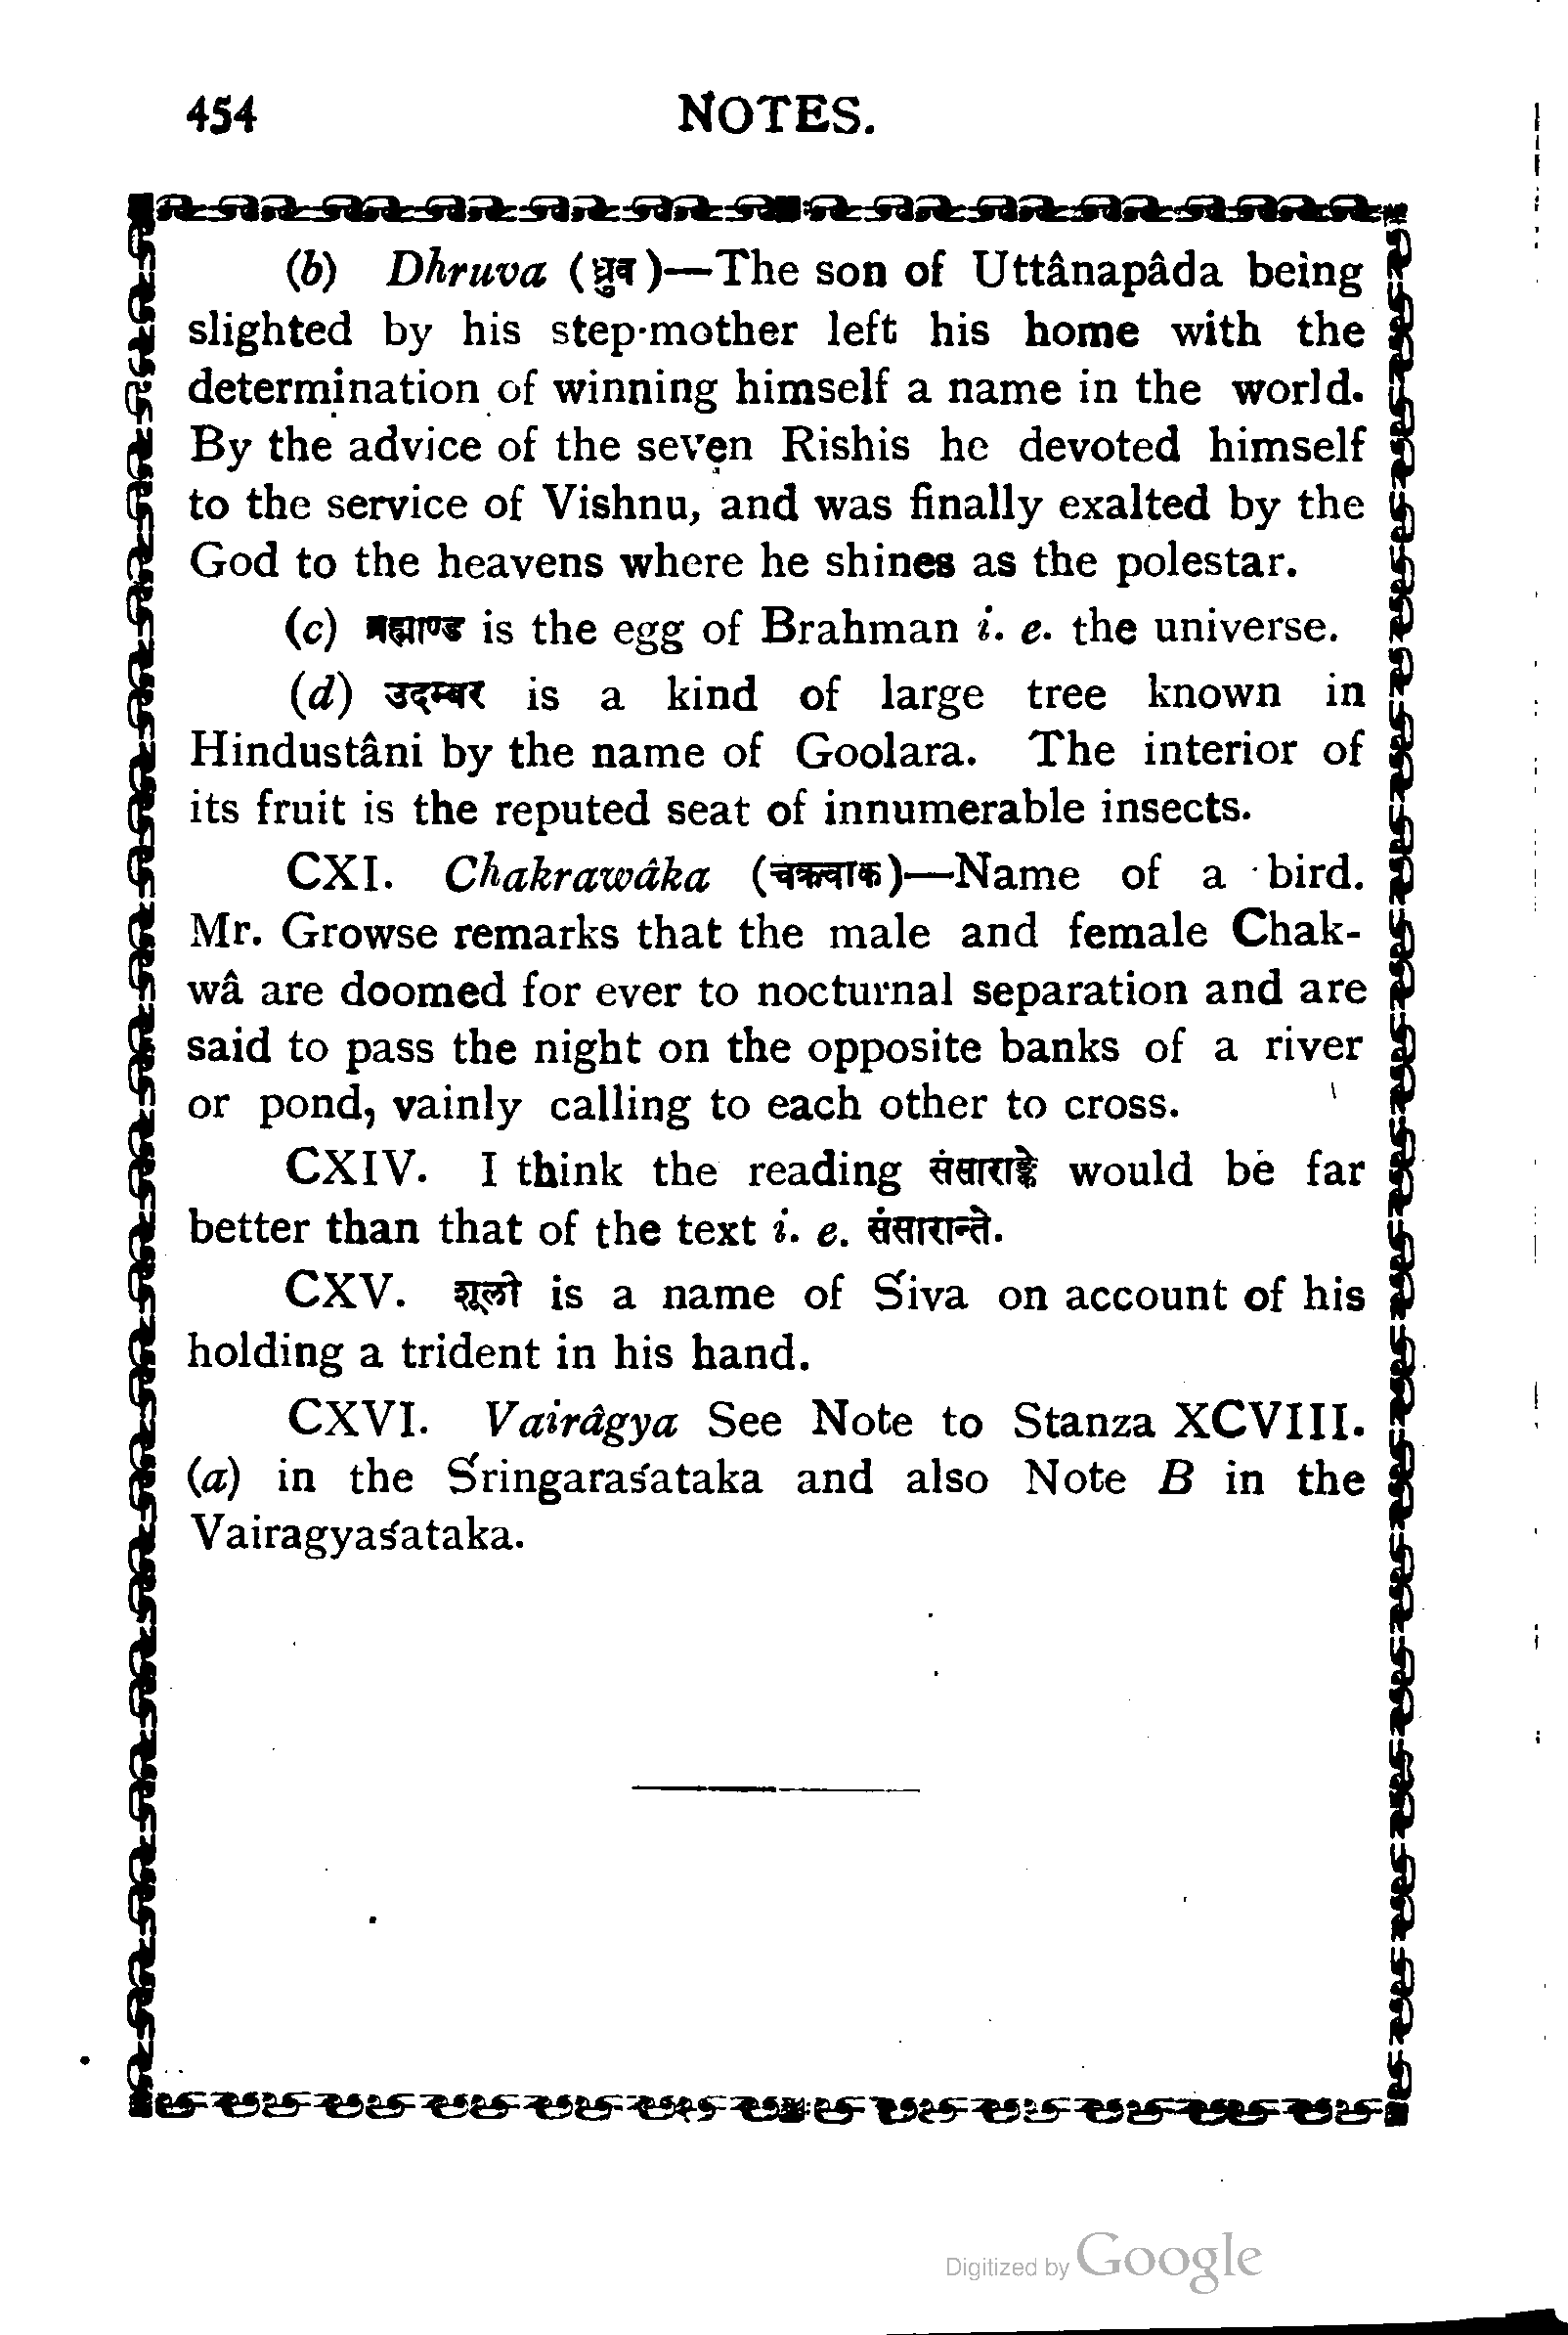 454 NOTES.
(b) Dhruva (ध्रुव)—The son of Uttânapâda being
slighted by his step-mother left his home with the
determination of winning himself a name in the world.
By the advice of the seven Rishis he devoted himself
to the service of Vishnu, and was finally exalted by the
God to the heavens where he shines as the polestar.
(c) ब्रह्माण्ड is the egg of Brahman i. e. the universe.
(d) उदम्बर is a kind of large tree known in
Hindustâni by the name of Goolara. The interior of
its fruit is the reputed seat of innumerable insects.
CXI. Chakrawâka (चक्रवाक)—Name of a bird.
Mr. Growse remarks that the male and female Chak-
wâ are doomed for ever to nocturnal separation and are
said to pass the night on the opposite banks of a river
or pond, vainly calling to each other to cross.
CXIV. I think the reading संसाराङ्के would be far
better than that of the text i. e. संसारान्ते.
CXV. शूली is a name of Śiva on account of his
holding a trident in his hand.
CXVI. Vairâgya See Note to Stanza XCVIII.
(a) in the Śringaraśataka and also Note B in the
Vairagyaśataka.
Digitized by Google